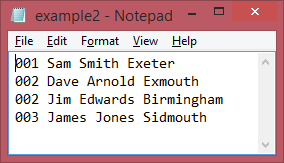 example2 - Notepad
File Edit Format View Help
001 Sam Smith Exeter
002 Dave Arnold Exmouth
002 Jim Edwards Birmingham
003 James Jones Sidmouth